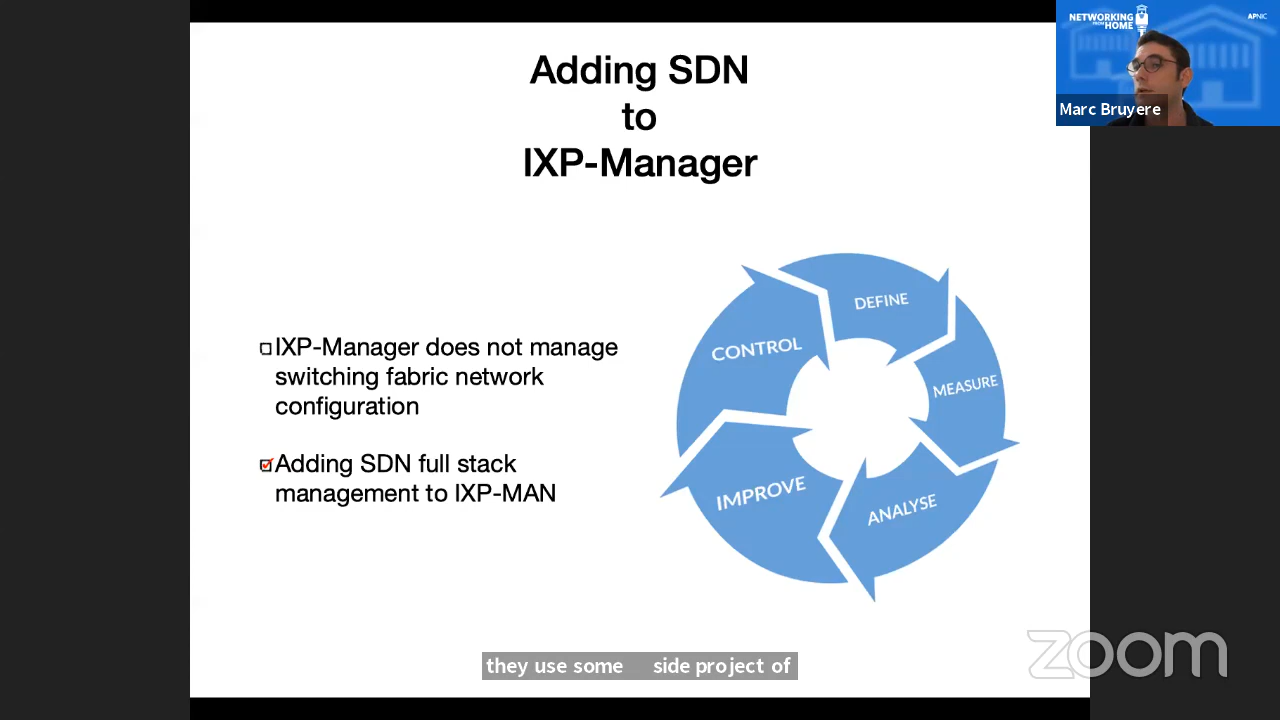 Adding SDN
to
IXP-Manager
NETWORKING
FROM
HOME
APNIC
Marc Bruyere
IXP-Manager does not manage
switching fabric network
configuration
Adding SDN full stack
management to IXP-MAN
DEFINE
MEASURE
ANALYSE
IMPROVE
CONTROL
they use some side project of
zoom